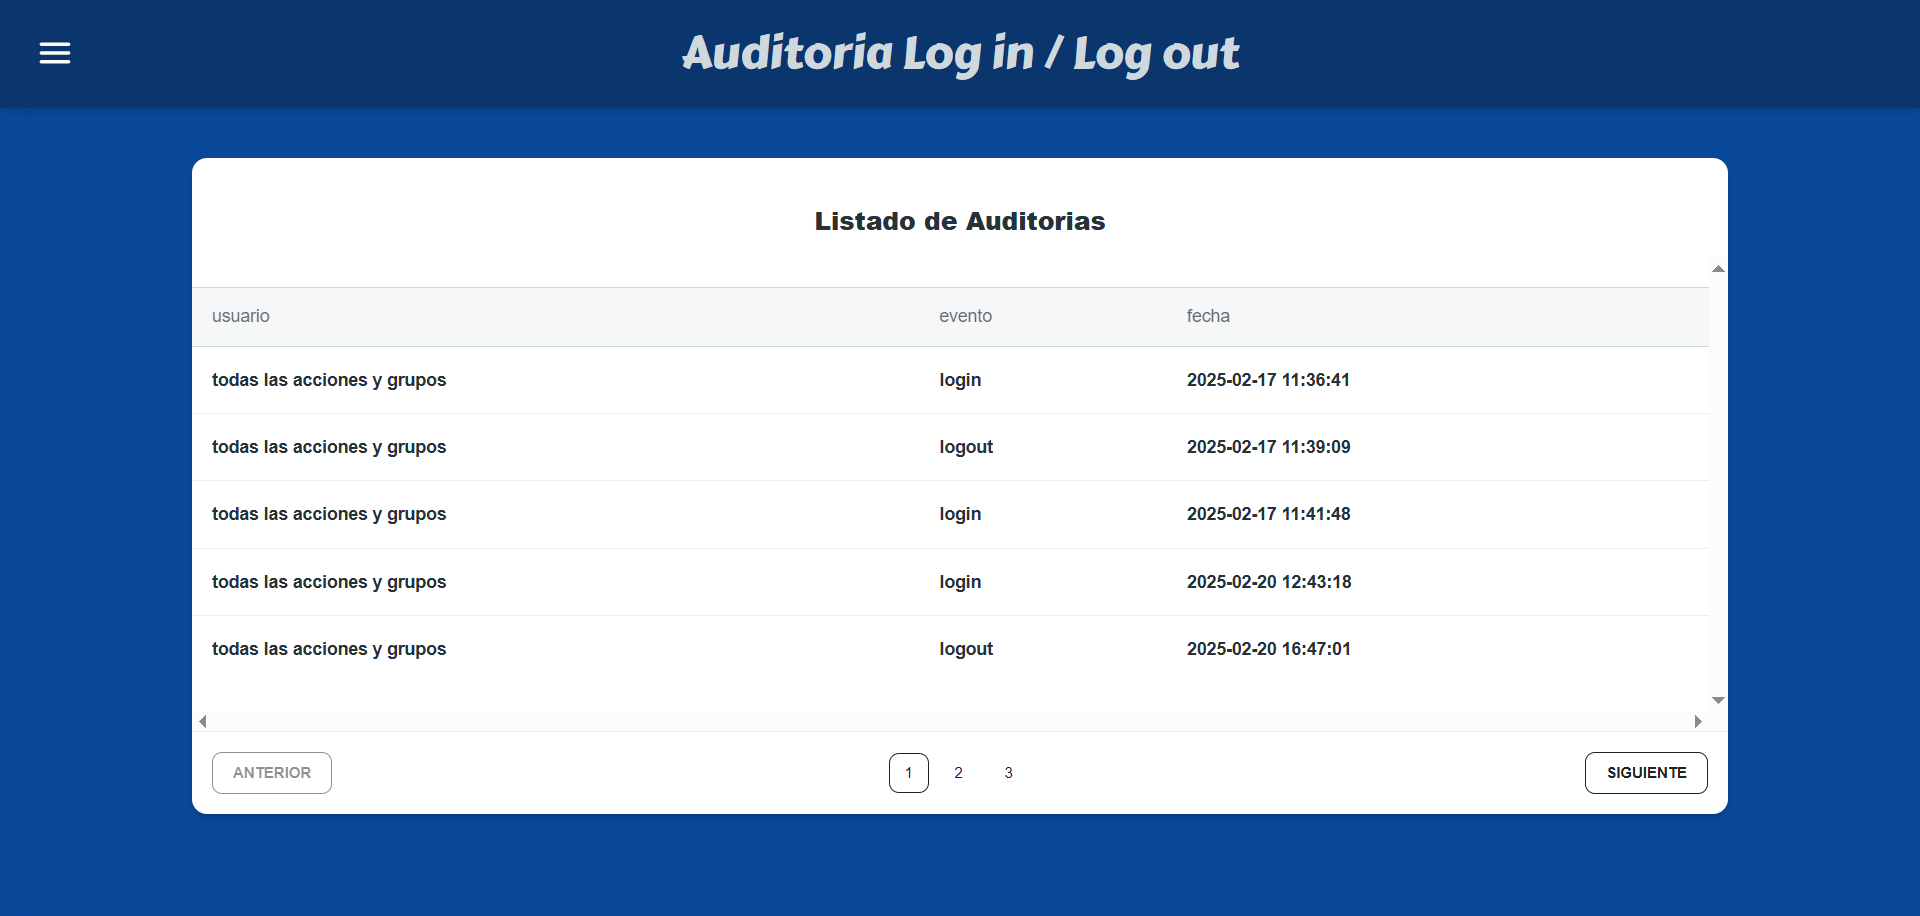 Auditoria Log in / Log out
Listado de Auditorias
usuario evento fecha
todas las acciones y grupos login 2025-02-17 11:36:41
todas las acciones y grupos logout 2025-02-17 11:39:09
todas las acciones y grupos login 2025-02-17 11:41:48
todas las acciones y grupos login 2025-02-20 12:43:18
todas las acciones y grupos logout 2025-02-20 16:47:01
ANTERIOR 1 2 3 SIGUIENTE